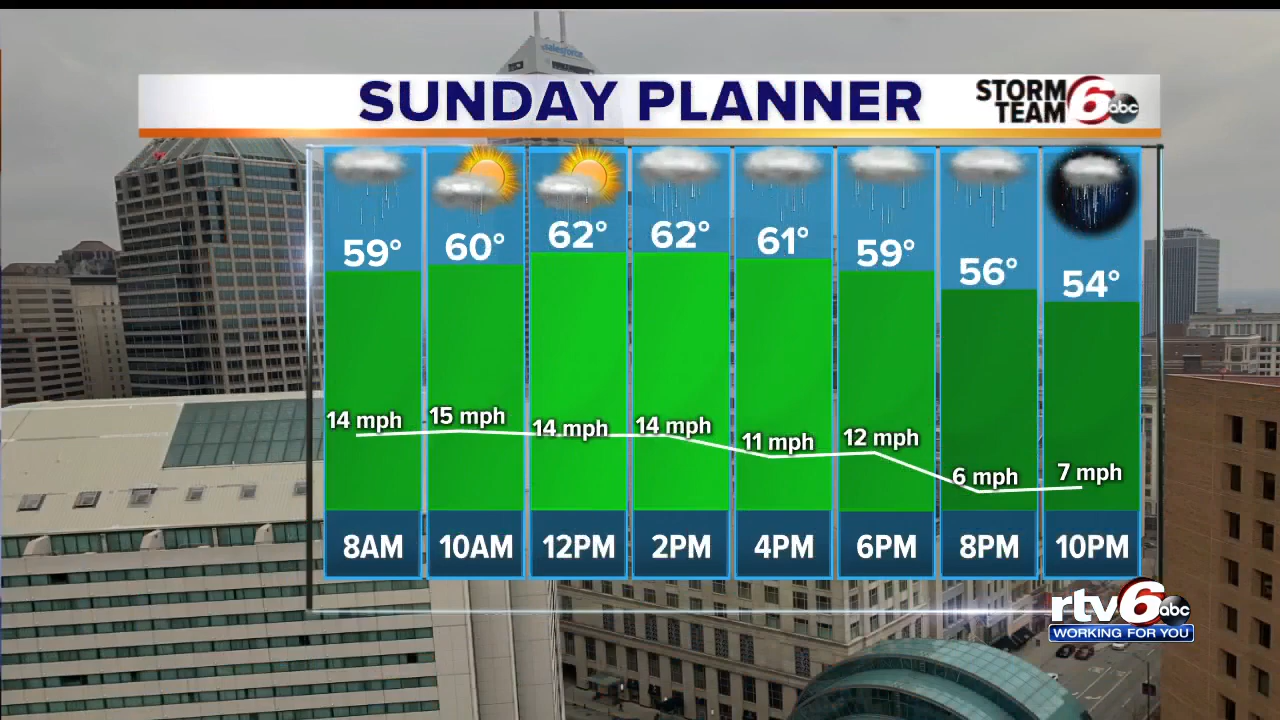 salesforce
SUNDAY PLANNER
STORM TEAM 6 abc
59° 60° 62° 62° 61° 59° 56° 54°
14 mph 15 mph 14 mph 14 mph 11 mph 12 mph 6 mph 7 mph
8AM 10AM 12PM 2PM 4PM 6PM 8PM 10PM
rtv6 abc
WORKING FOR YOU